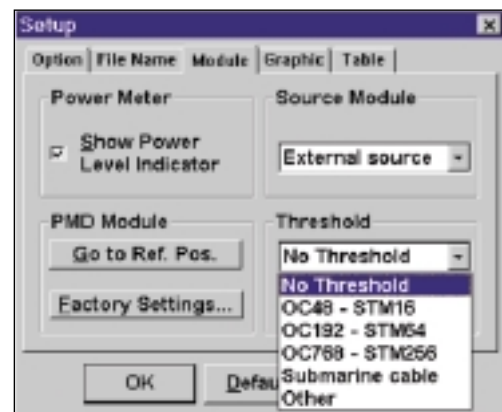 Setup
Option File Name Module Graphic Table
Power Meter
Show Power
Level Indicator
Source Module
External source
PMD Module
Go to Ref. Pos.
Factory Settings...
Threshold
No Threshold
No Threshold
OC48 - STM16
OC192 - STM64
OC768 - STM256
Submarine cable
Other
OK
Defau